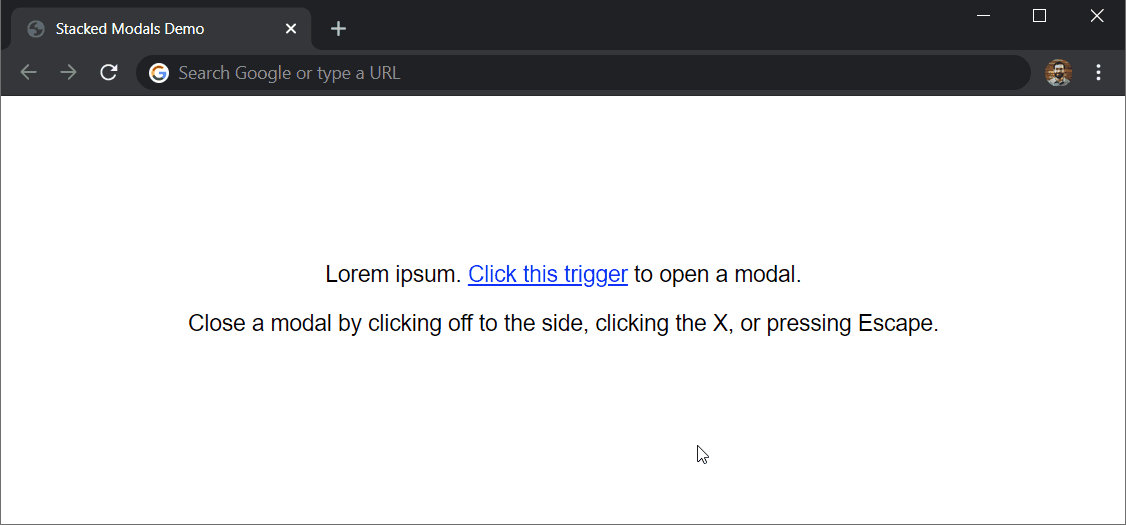 Stacked Modals Demo
Search Google or type a URL
Lorem ipsum. Click this trigger to open a modal.
Close a modal by clicking off to the side, clicking the X, or pressing Escape.